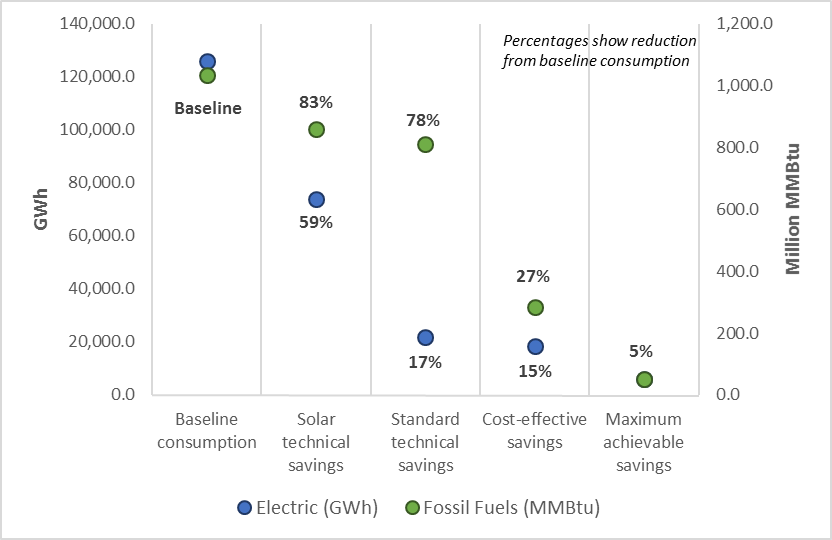 140,000.0
120,000.0
100,000.0
80,000.0
60,000.0
40,000.0
20,000.0
0.0
GWh
1,200.0
1,000.0
800.0
600.0
400.0
200.0
0.0
Million MMBtu
Percentages show reduction
from baseline consumption
Baseline
83%
59%
78%
17%
27%
15%
5%
Baseline
consumption
Solar
technical
savings
Standard
technical
savings
Cost-effective
savings
Maximum
achievable
savings
Electric (GWh)
Fossil Fuels (MMBtu)